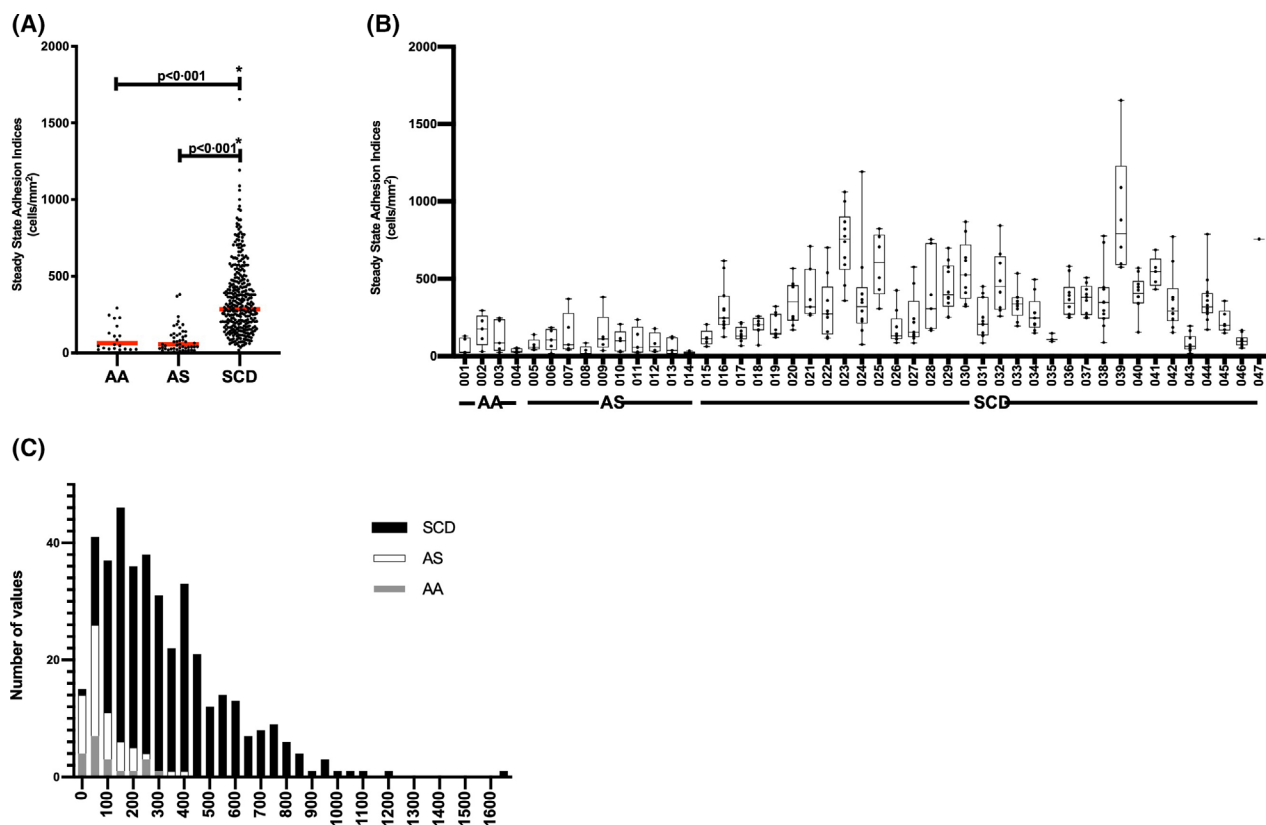 (A)
Steady State Adhesion Indices
(cells/mm²)
2000
1500
1000
500
0
*
p<0·001
*
p<0·001
AA AS SCD
(B)
Steady State Adhesion Indices
(cells/mm²)
2000
1500
1000
500
0
001 002 003 004 005 006 007 008 009 010 011 012 013 014 015 016 017 018 019 020 021 022 023 024 025 026 027 028 029 030 031 032 033 034 035 036 037 038 039 040 041 042 043 044 045 046 047
AA AS SCD
(C)
Number of values
40
20
0
SCD
AS
AA
0 100 200 300 400 500 600 700 800 900 1000 1100 1200 1300 1400 1500 1600